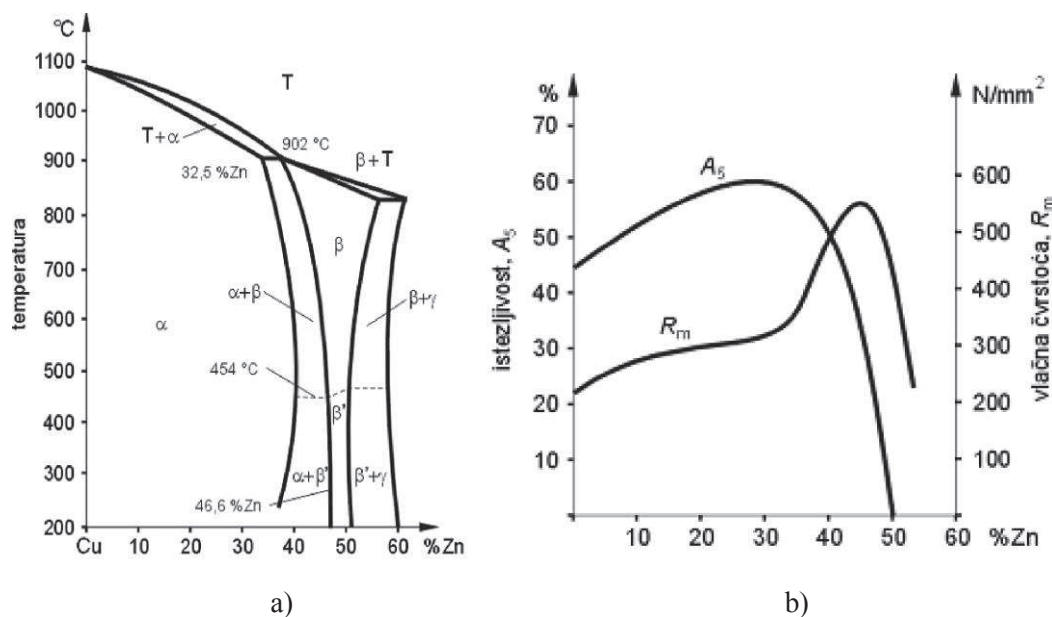 °C
1100
1000
900
800
700
600
500
400
300
200
temperatura
T
T+α
902 °C
β+T
32,5 %Zn
β
α+β
β+γ
α
454 °C
β'
α+β'
β'+γ
46,6 %Zn
Cu 10 20 30 40 50 60 %Zn
a)
%
70
60
50
40
30
20
10
istezljivost, A5
N/mm²
600
500
400
300
200
100
vlačna čvrstoća, Rm
A5
Rm
10 20 30 40 50 60 %Zn
b)